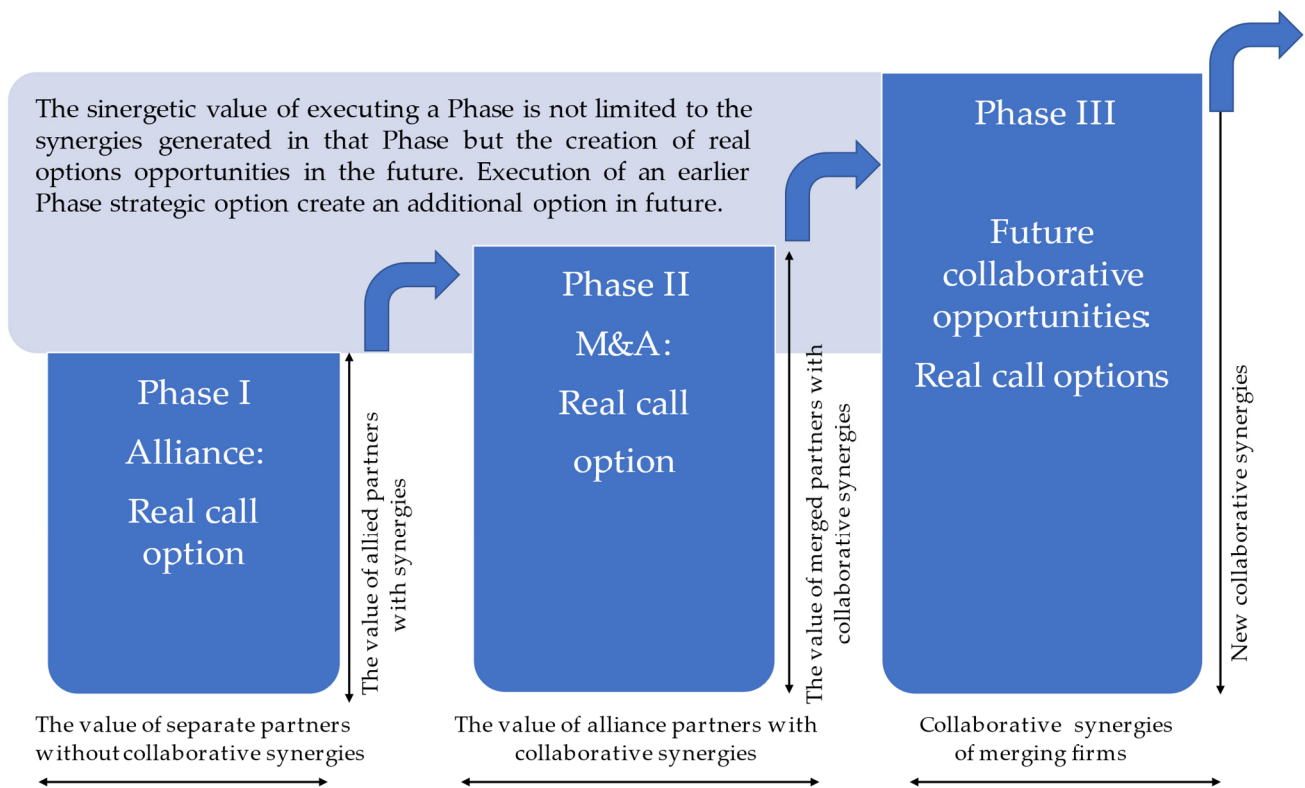 The sinergetic value of executing a Phase is not limited to the
synergies generated in that Phase but the creation of real
options opportunities in the future. Execution of an earlier
Phase strategic option create an additional option in future.
Phase I
Alliance:
Real call
option
The value of allied partners
with synergies
The value of separate partners
without collaborative synergies
Phase II
M&A:
Real call
option
The value of merged partners with
collaborative synergies
The value of alliance partners with
collaborative synergies
Phase III
Future
collaborative
opportunities:
Real call options
New collaborative synergies
Collaborative synergies
of merging firms